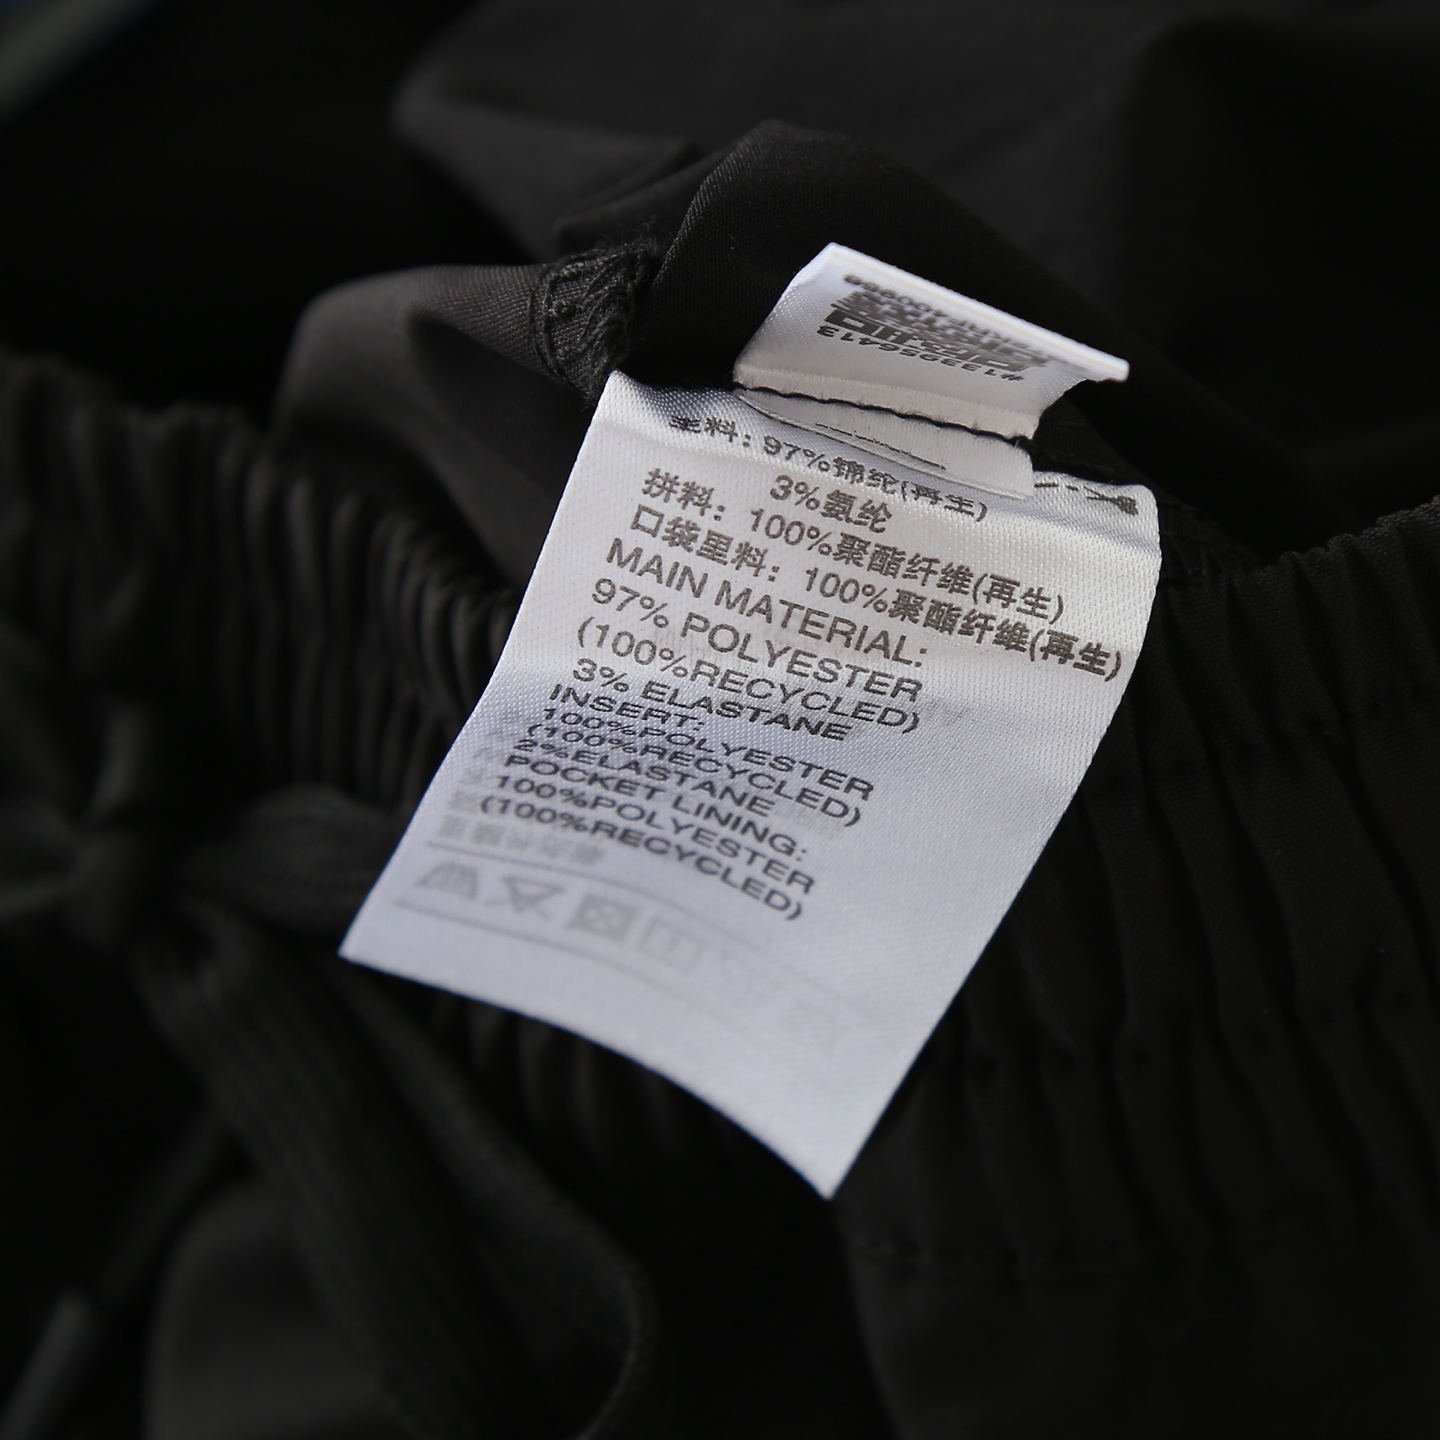 #133956413
主料：97%锦纶(再生)
3%氨纶
拼料：100%聚酯纤维(再生)
口袋里料：100%聚酯纤维(再生)
MAIN MATERIAL:
97% POLYESTER
(100%RECYCLED)
3% ELASTANE
INSERT:
100%POLYESTER
(100%RECYCLED)
2%ELASTANE
POCKET LINING:
100%POLYESTER
(100%RECYCLED)